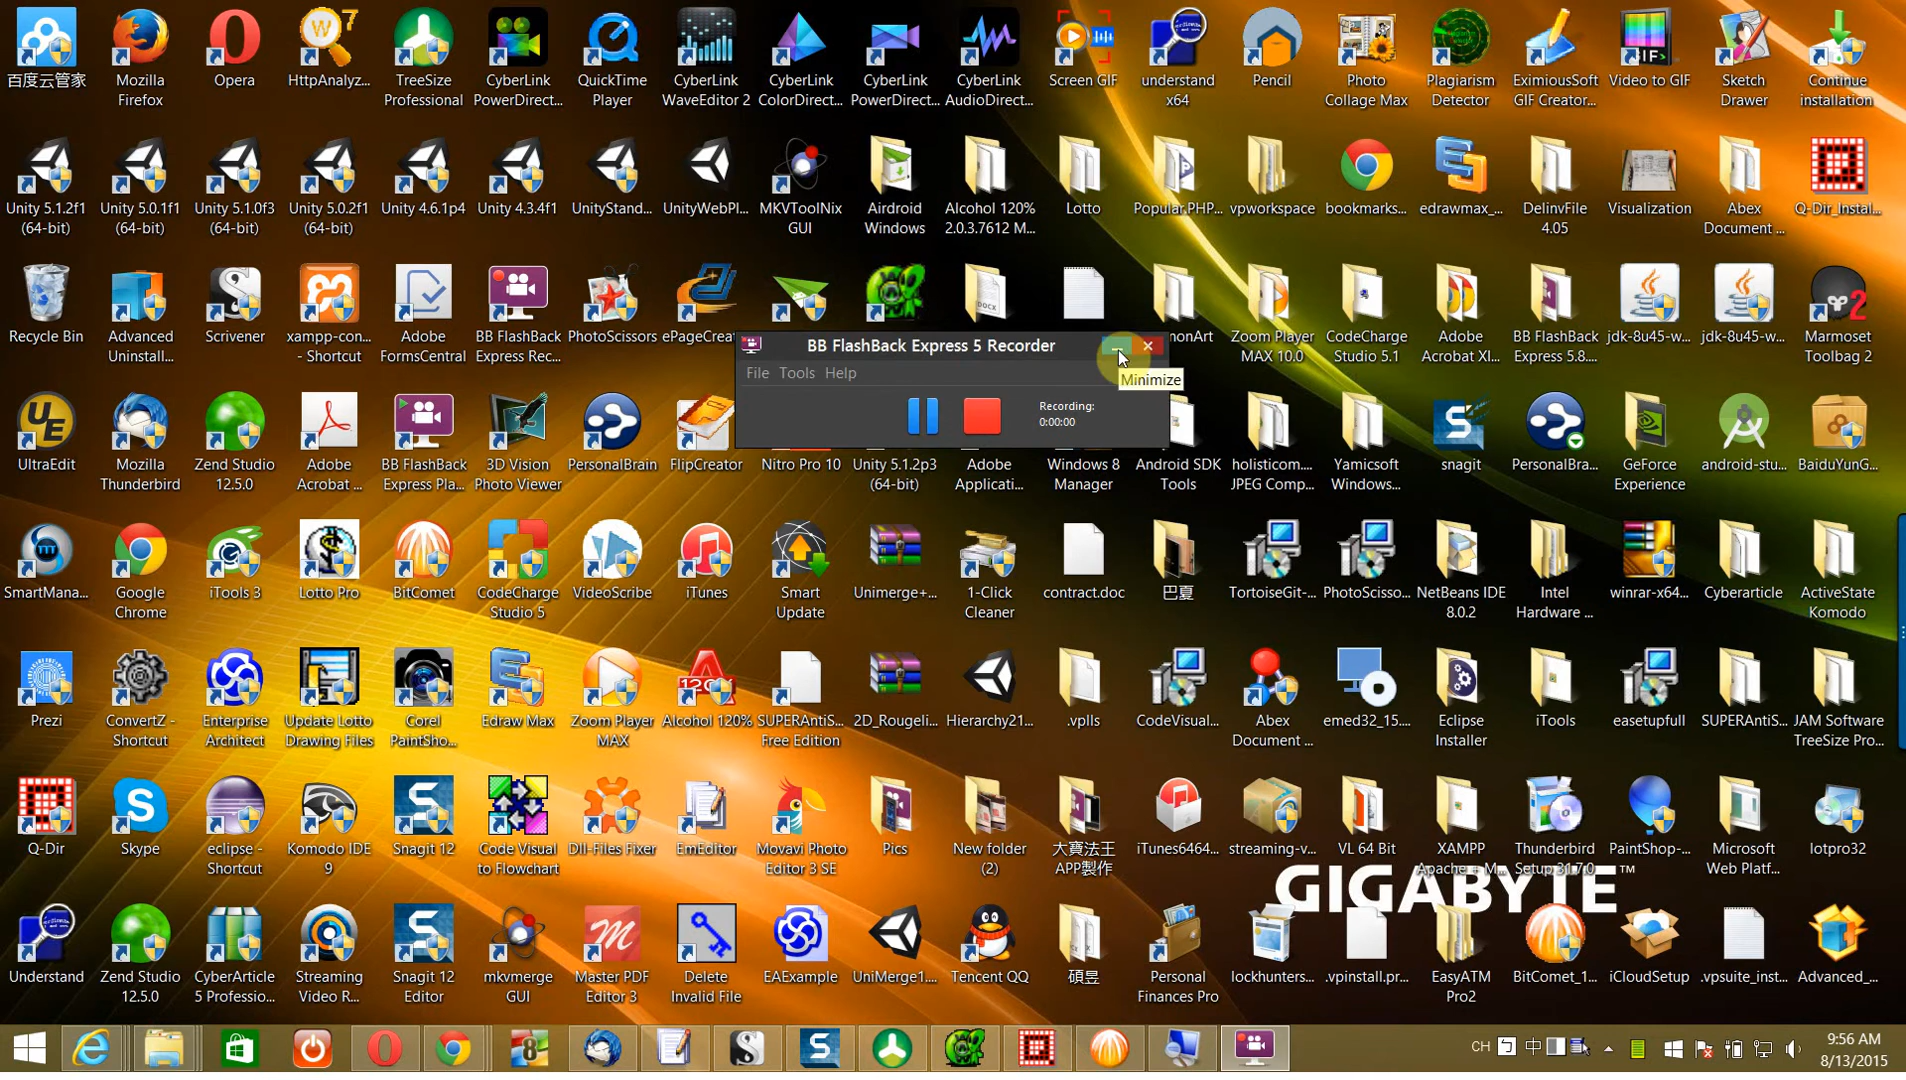 百度云管家
Mozilla
Firefox
Opera
HttpAnalyz...
TreeSize
Professional
CyberLink
PowerDirect...
QuickTime
Player
CyberLink
WaveEditor 2
CyberLink
ColorDirect...
CyberLink
PowerDirect...
CyberLink
AudioDirect...
Screen GIF
understand
x64
Pencil
Photo
Collage Max
Plagiarism
Detector
EximiousSoft
GIF Creator...
Video to GIF
Sketch
Drawer
Continue
installation
Unity 5.1.2f1
(64-bit)
Unity 5.0.1f1
(64-bit)
Unity 5.1.0f3
(64-bit)
Unity 5.0.2f1
(64-bit)
Unity 4.6.1p4
Unity 4.3.4f1
UnityStand...
UnityWebPl...
MKVToolNix
GUI
Airdroid
Windows
Alcohol 120%
2.0.3.7612 M...
Lotto
Popular.PHP...
vpworkspace
bookmarks...
edrawmax_...
DelinvFile
4.05
Visualization
Abex
Document ...
Q-Dir_Instal...
Recycle Bin
Advanced
Uninstall...
Scrivener
xampp-con...
- Shortcut
Adobe
FormsCentral
BB FlashBack
Express Rec...
PhotoScissors
ePageCreat
nonArt
Zoom Player
MAX 10.0
CodeCharge
Studio 5.1
Adobe
Acrobat XI...
BB FlashBack
Express 5.8...
jdk-8u45-w...
jdk-8u45-w...
Marmoset
Toolbag 2
BB FlashBack Express 5 Recorder
File Tools Help
Minimize
Recording:
0:00:00
UltraEdit
Mozilla
Thunderbird
Zend Studio
12.5.0
Adobe
Acrobat ...
BB FlashBack
Express Pla...
3D Vision
Photo Viewer
PersonalBrain
FlipCreator
Nitro Pro 10
Unity 5.1.2p3
(64-bit)
Adobe
Applicati...
Windows 8
Manager
Android SDK
Tools
holisticom....
JPEG Comp...
Yamicsoft
Windows...
snagit
PersonalBra...
GeForce
Experience
android-stu...
BaiduYunG...
SmartMana...
Google
Chrome
iTools 3
Lotto Pro
BitComet
CodeCharge
Studio 5
VideoScribe
iTunes
Smart
Update
Unimerge+...
1-Click
Cleaner
contract.doc
巴夏
TortoiseGit-...
PhotoScisso...
NetBeans IDE
8.0.2
Intel
Hardware ...
winrar-x64...
Cyberarticle
ActiveState
Komodo
Prezi
ConvertZ -
Shortcut
Enterprise
Architect
Update Lotto
Drawing Files
Corel
PaintSho...
Edraw Max
Zoom Player
MAX
Alcohol 120%
SUPERAntiS...
Free Edition
2D_Rougeli...
Hierarchy21...
.vplls
CodeVisual...
Abex
Document ...
emed32_15....
Eclipse
Installer
iTools
easetupfull
SUPERAntiS...
JAM Software
TreeSize Pro...
Q-Dir
Skype
eclipse -
Shortcut
Komodo IDE
9
Snagit 12
Code Visual
to Flowchart
Dll-Files Fixer
EmEditor
Movavi Photo
Editor 3 SE
Pics
New folder
(2)
大寶法王
APP製作
iTunes6464...
streaming-v...
VL 64 Bit
XAMPP
Apache + M...
Thunderbird
Setup 31.7.0
PaintShop-...
Microsoft
Web Platf...
lotpro32
GIGABYTE™
Understand
Zend Studio
12.5.0
CyberArticle
5 Professio...
Streaming
Video R...
Snagit 12
Editor
mkvmerge
GUI
Master PDF
Editor 3
Delete
Invalid File
EAExample
UniMerge1....
Tencent QQ
碩昱
Personal
Finances Pro
lockhunters...
.vpinstall.pr...
EasyATM
Pro2
BitComet_1...
iCloudSetup
.vpsuite_inst...
Advanced_...
CH
中
9:56 AM
8/13/2015